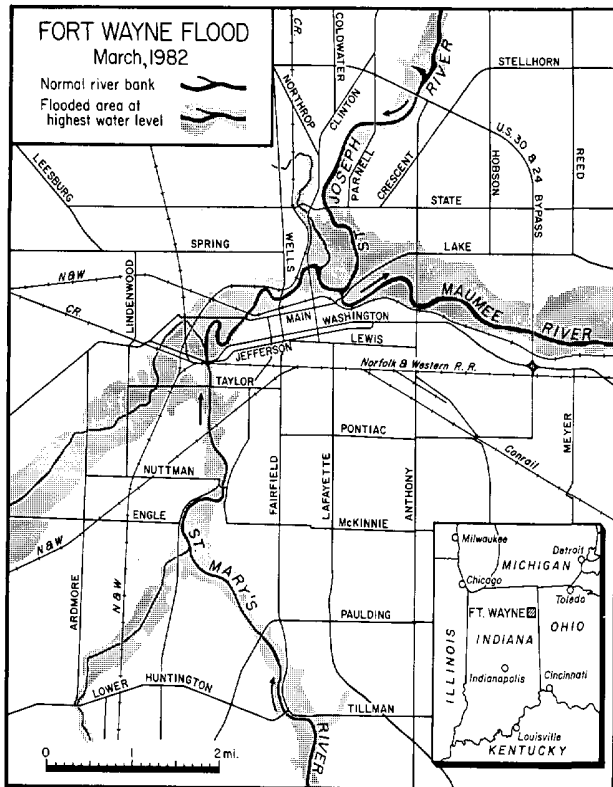 FORT WAYNE FLOOD
March, 1982
Normal river bank
Flooded area at
highest water level
CR.
COLDWATER
NORTHROP
CLINTON
RIVER
STELLHORN
LEESBURG
JOSEPH
PARNELL
CRESCENT
U.S. 30 & 24
BYPASS
HOBSON
REED
STATE
SPRING
WELLS
ST.
LAKE
N&W
LINDENWOOD
CR.
MAIN
WASHINGTON
MAUMEE
RIVER
JEFFERSON
LEWIS
Norfolk & Western R. R.
TAYLOR
PONTIAC
Conrail
MEYER
NUTTMAN
FAIRFIELD
LAFAYETTE
ANTHONY
ENGLE
McKINNIE
N&W
ST. MARY'S
ARDMORE
N&W
PAULDING
LOWER
HUNTINGTON
TILLMAN
RIVER
0
2 mi.
Milwaukee
MICHIGAN
Detroit
Chicago
Toledo
FT. WAYNE
ILLINOIS
INDIANA
OHIO
Indianapolis
Cincinnati
Louisville
KENTUCKY